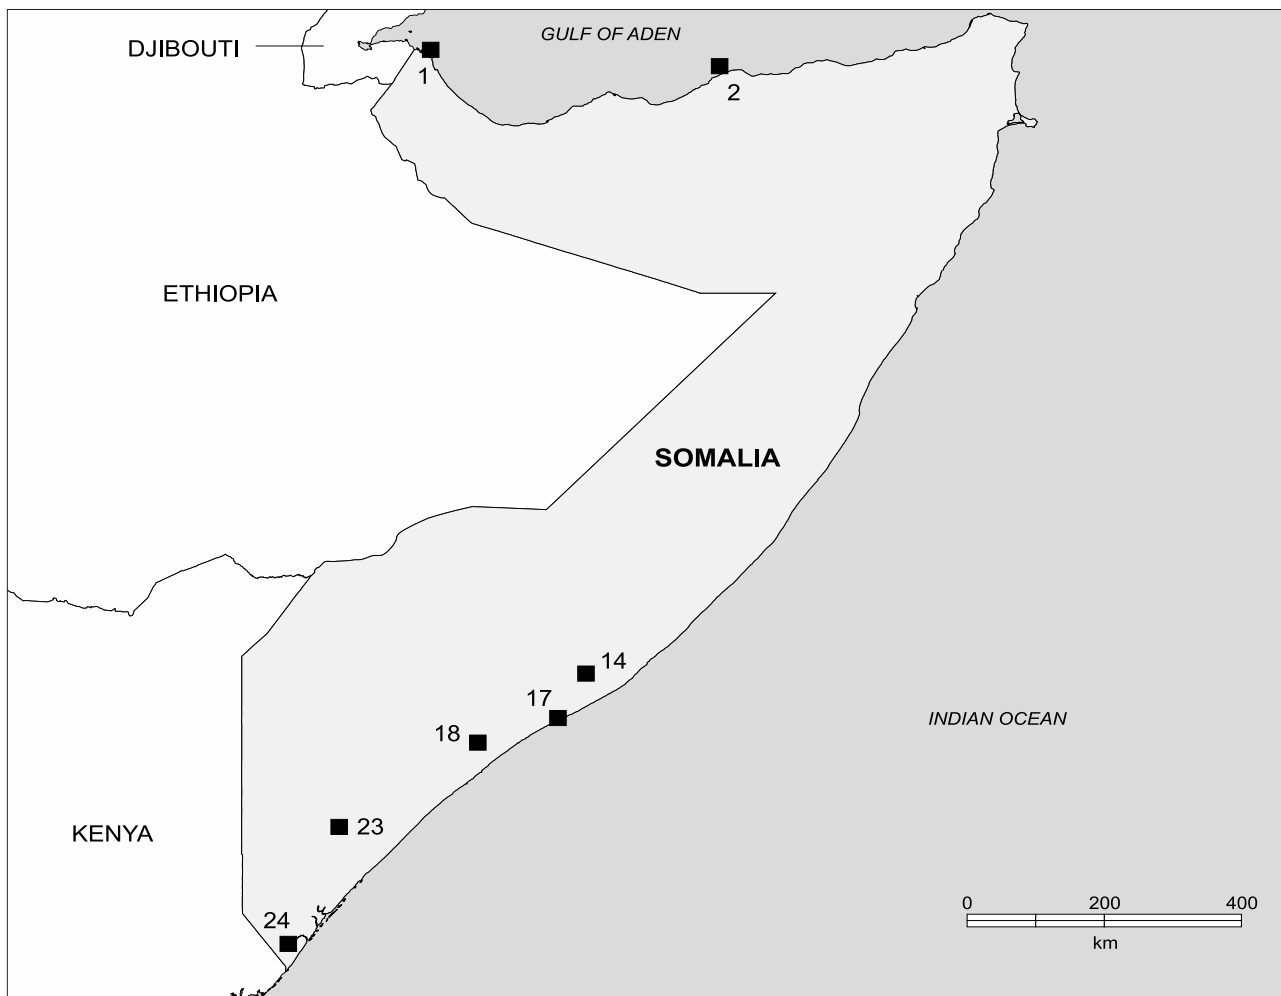 GULF OF ADEN
DJIBOUTI
1
2
ETHIOPIA
SOMALIA
14
17
18
INDIAN OCEAN
23
KENYA
24
0 200 400
km